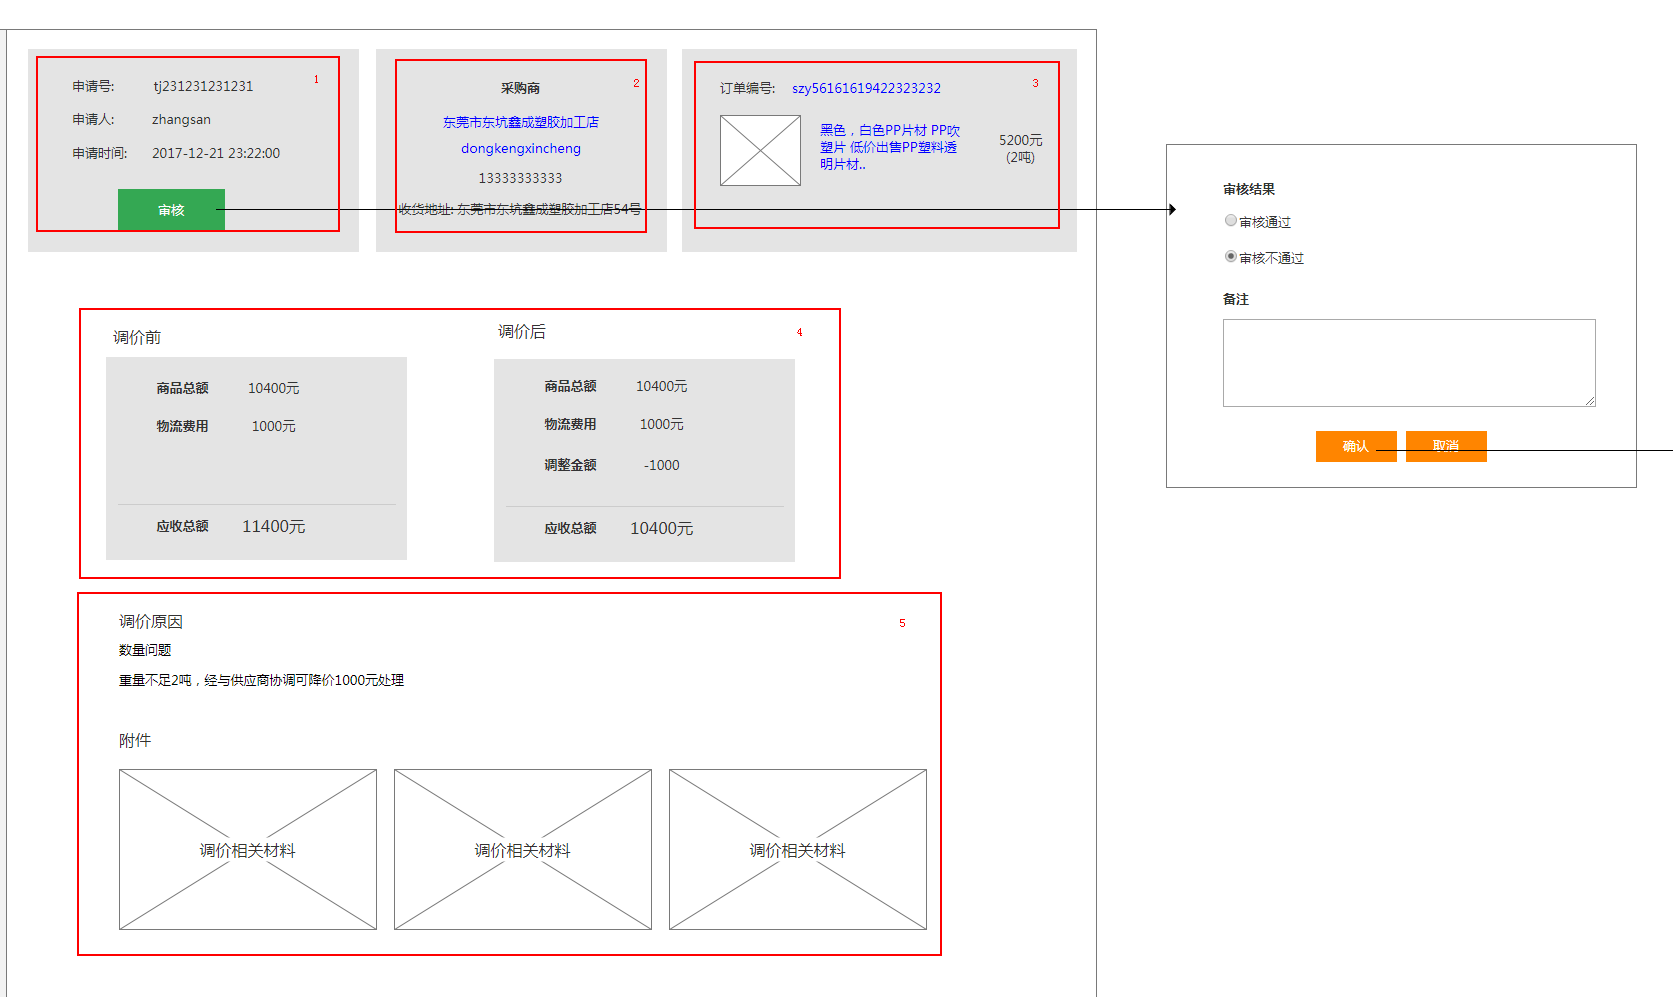 申请号: tj231231231231 1
申请人: zhangsan
申请时间: 2017-12-21 23:22:00
审核
采购商 2
东莞市东坑鑫成塑胶加工店
dongkengxincheng
13333333333
收货地址: 东莞市东坑鑫成塑胶加工店54号
订单编号: szy56161619422323232 3
黑色，白色PP片材 PP吹
塑片 低价出售PP塑料透
明片材..
5200元
(2吨)
审核结果
审核通过
审核不通过
备注
确认 取消
调价前
商品总额 10400元
物流费用 1000元
应收总额 11400元
调价后 4
商品总额 10400元
物流费用 1000元
调整金额 -1000
应收总额 10400元
调价原因 5
数量问题
重量不足2吨，经与供应商协调可降价1000元处理
附件
调价相关材料 调价相关材料 调价相关材料